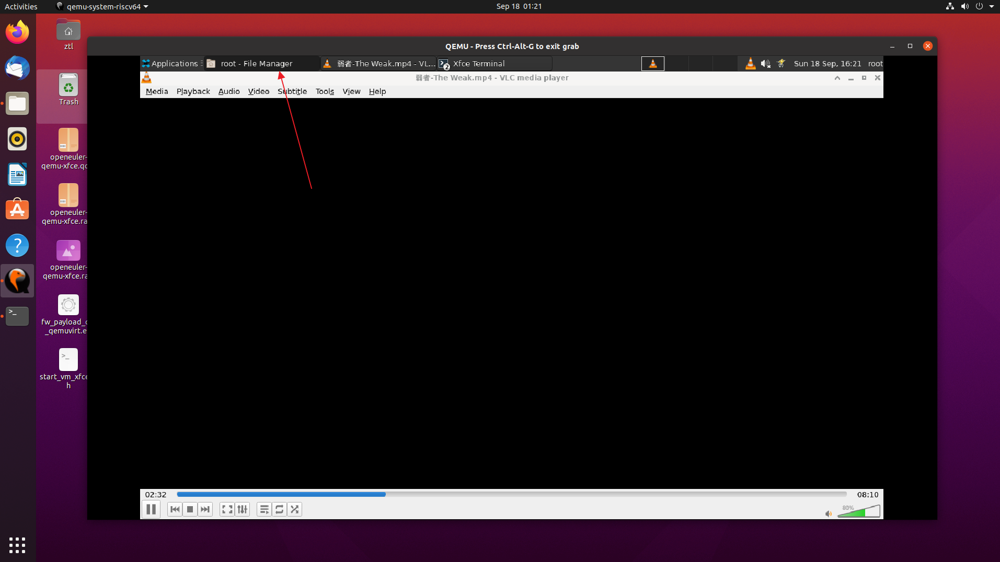 Activities
qemu-system-riscv64
Sep 18 01:21
ztl
QEMU - Press Ctrl-Alt-G to exit grab
Applications
root - File Manager
弱者-The Weak.mp4 - VL...
2
Xfce Terminal
Sun 18 Sep, 16:21
root
弱者-The Weak.mp4 - VLC media player
Media Playback Audio Video Subtitle Tools View Help
Trash
openeuler-
qemu-xfce.qc
openeuler-
qemu-xfce.ra
openeuler-
qemu-xfce.ra
fw_payload_o
_qemuvirt.e
start_vm_xfce
h
02:32
08:10
80%